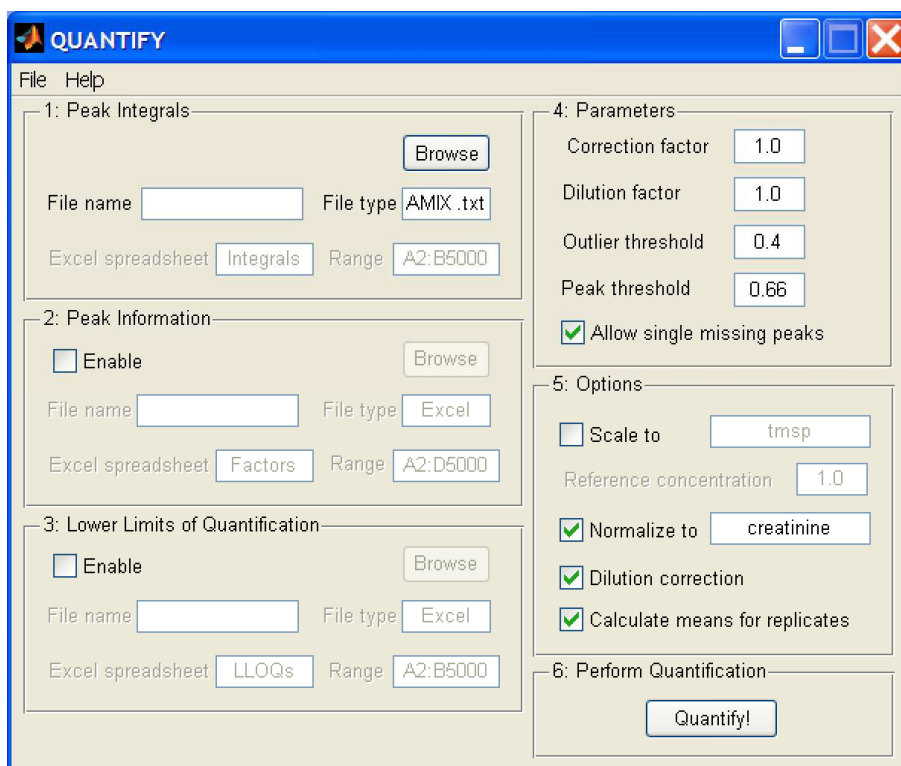 QUANTIFY
File Help
1: Peak Integrals
Browse
File name File type AMIX .txt
Excel spreadsheet Integrals Range A2:B5000
2: Peak Information
Enable Browse
File name File type Excel
Excel spreadsheet Factors Range A2:D5000
3: Lower Limits of Quantification
Enable Browse
File name File type Excel
Excel spreadsheet LLOQs Range A2:B5000
4: Parameters
Correction factor 1.0
Dilution factor 1.0
Outlier threshold 0.4
Peak threshold 0.66
Allow single missing peaks
5: Options
Scale to tmsp
Reference concentration 1.0
Normalize to creatinine
Dilution correction
Calculate means for replicates
6: Perform Quantification
Quantify!